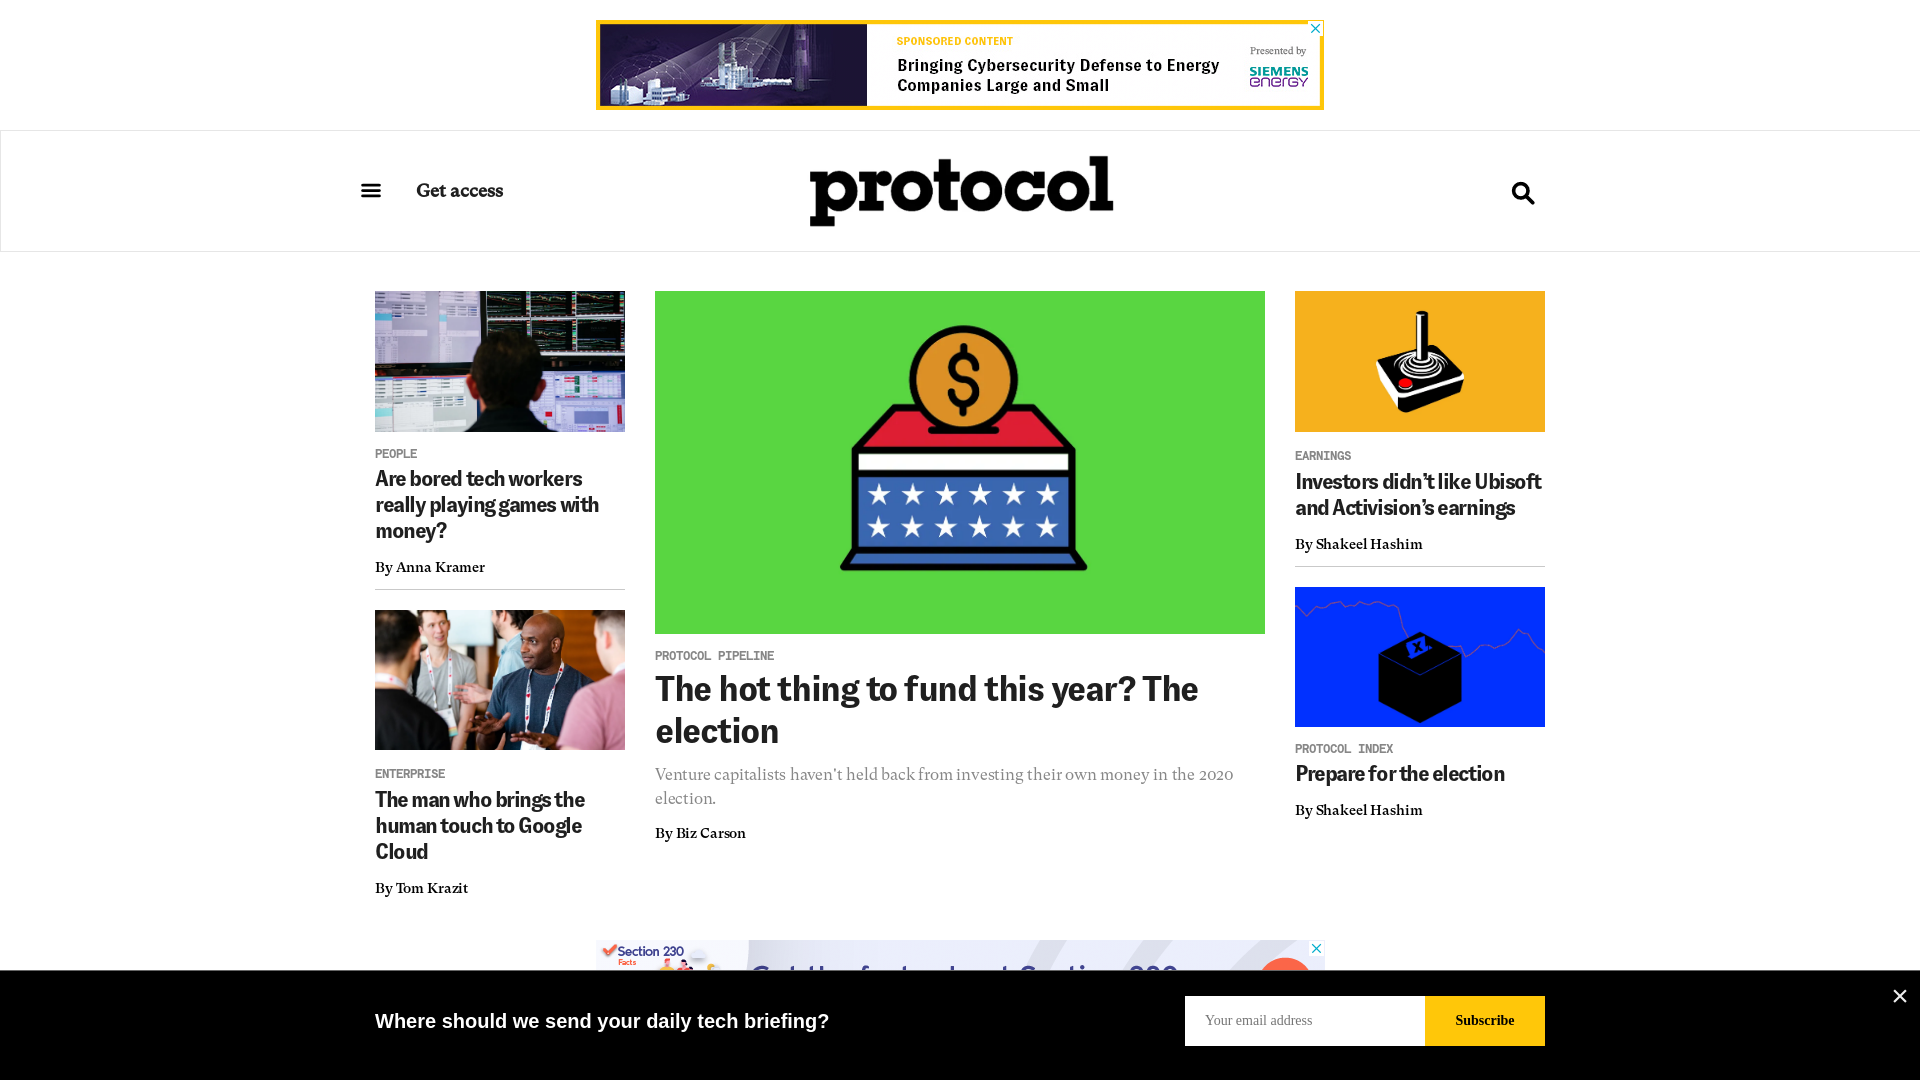 SPONSORED CONTENT
Bringing Cybersecurity Defense to Energy
Companies Large and Small
Presented by
SIEMENS
energy
Get access
protocol
PEOPLE
Are bored tech workers
really playing games with
money?
By Anna Kramer
ENTERPRISE
The man who brings the
human touch to Google
Cloud
By Tom Krazit
$
PROTOCOL PIPELINE
The hot thing to fund this year? The
election
Venture capitalists haven't held back from investing their own money in the 2020
election.
By Biz Carson
EARNINGS
Investors didn’t like Ubisoft
and Activision’s earnings
By Shakeel Hashim
PROTOCOL INDEX
Prepare for the election
By Shakeel Hashim
Section 230
Facts
Where should we send your daily tech briefing?
Your email address
Subscribe